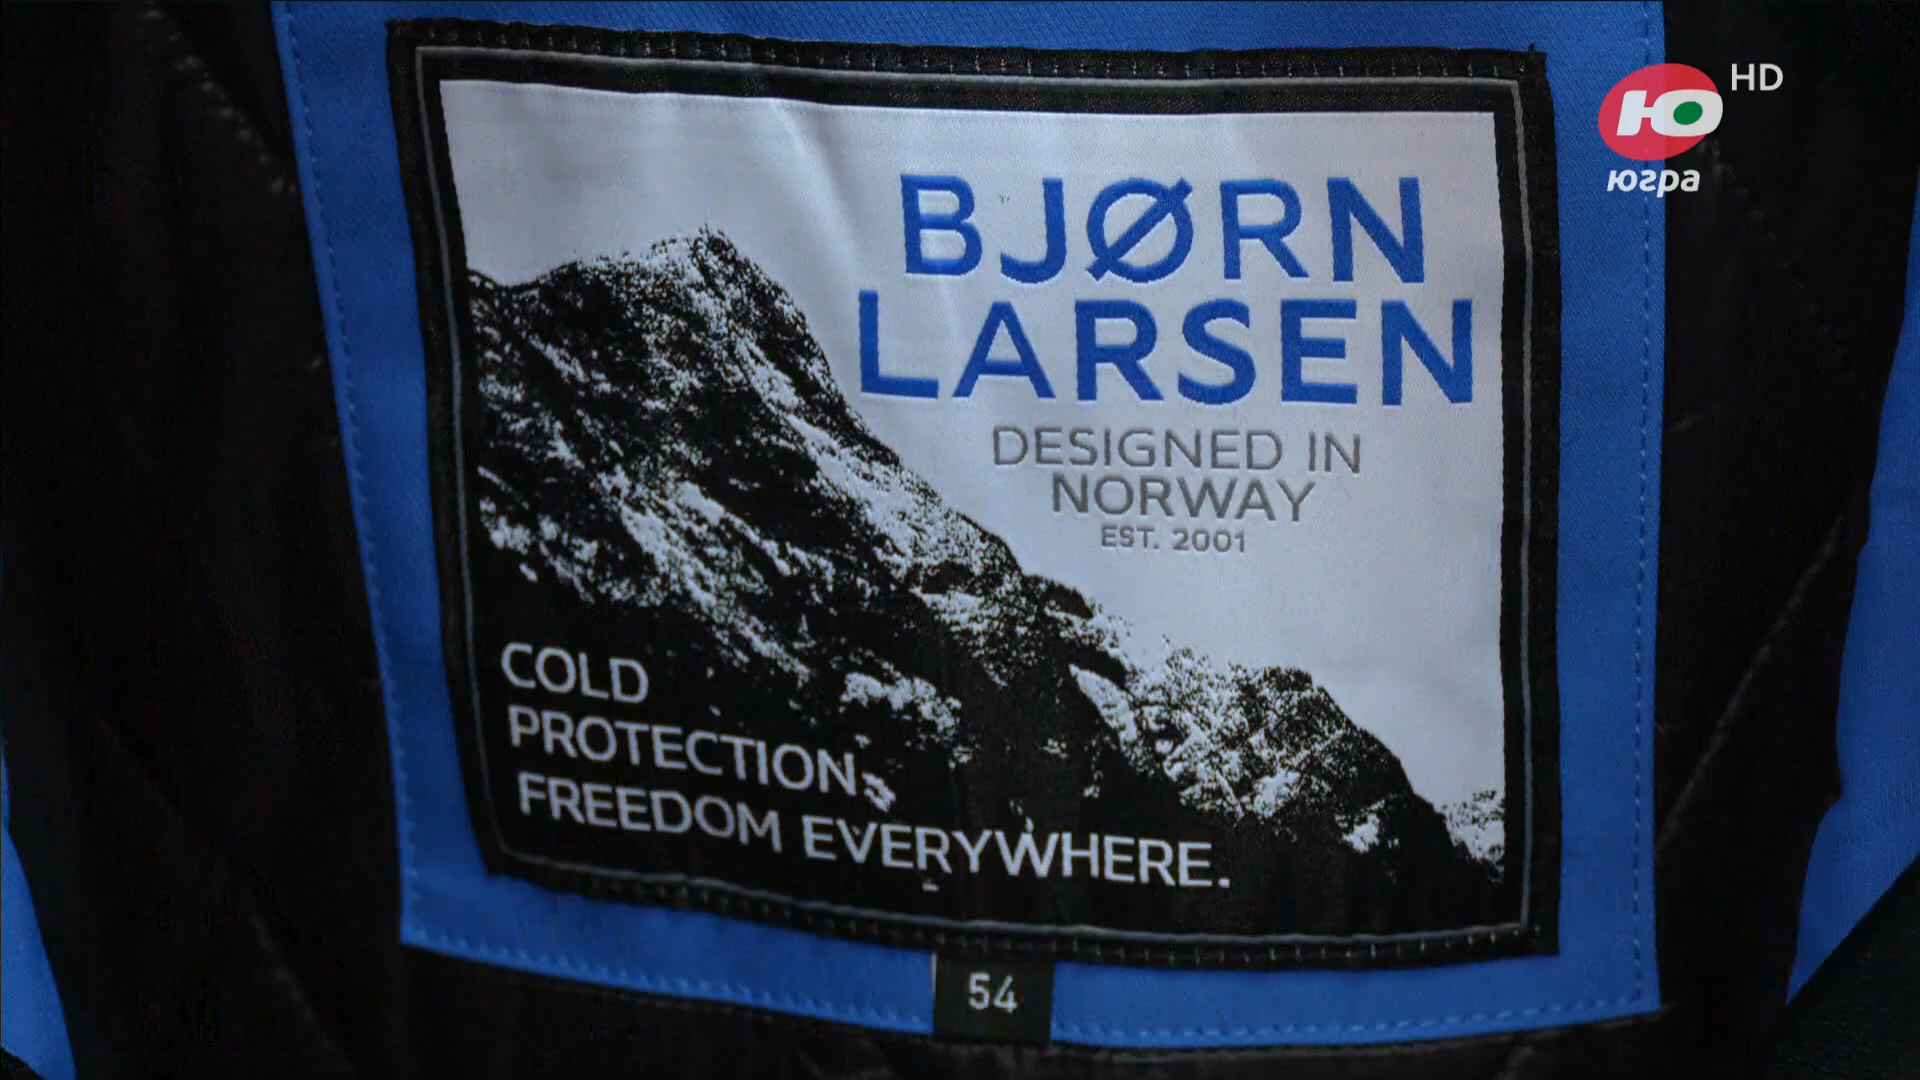 HD
Ю
югра
BJØRN
LARSEN
DESIGNED IN
NORWAY
EST. 2001
COLD
PROTECTION.
FREEDOM EVERYWHERE.
54